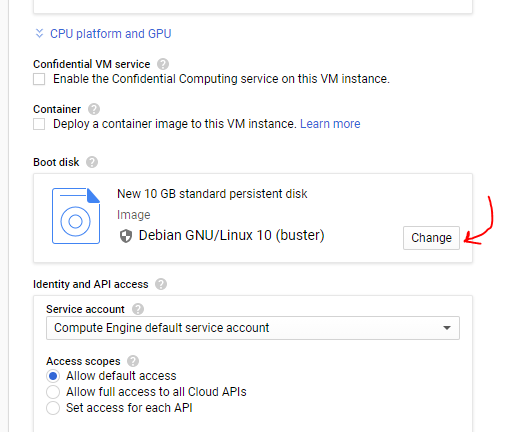 CPU platform and GPU
Confidential VM service ?
Enable the Confidential Computing service on this VM instance.
Container ?
Deploy a container image to this VM instance. Learn more
Boot disk ?
New 10 GB standard persistent disk
Image
Debian GNU/Linux 10 (buster)
Change
Identity and API access ?
Service account ?
Compute Engine default service account
Access scopes ?
Allow default access
Allow full access to all Cloud APIs
Set access for each API